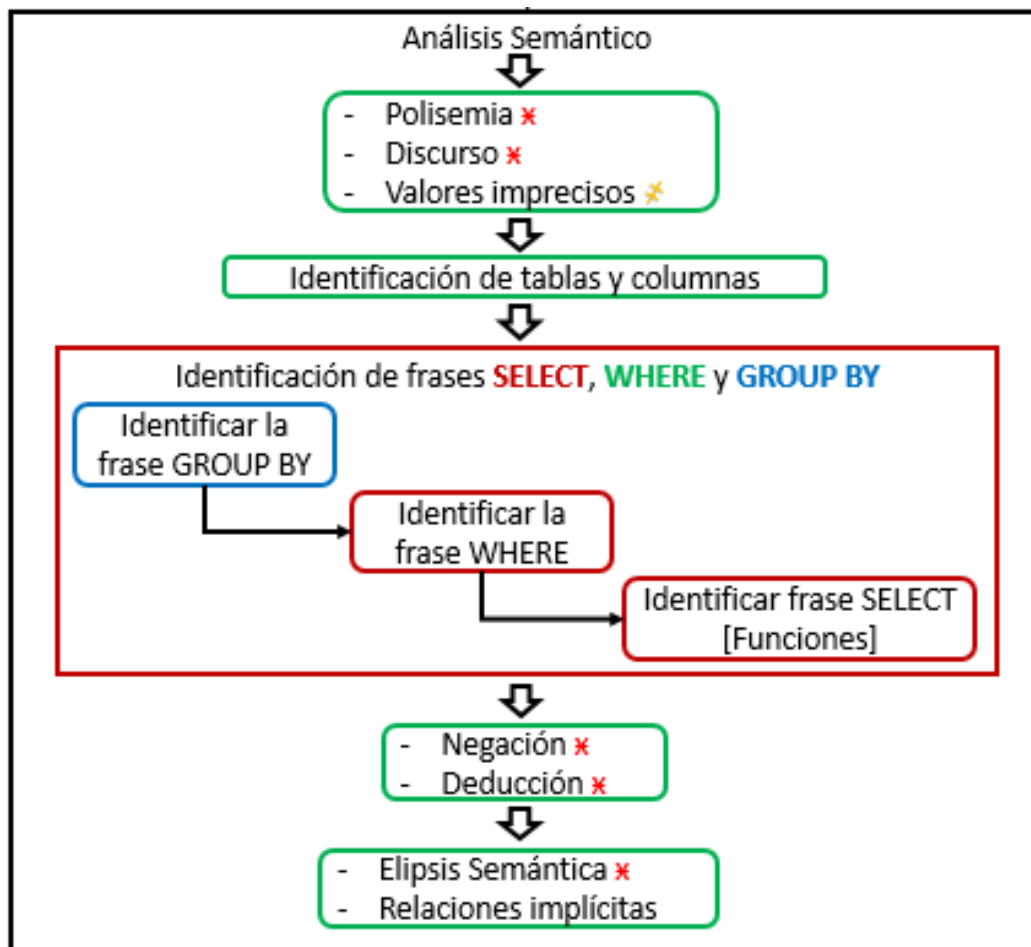 Análisis Semántico
- Polisemia ж
- Discurso ж
- Valores imprecisos ж
Identificación de tablas y columnas
Identificación de frases SELECT, WHERE y GROUP BY
Identificar la
frase GROUP BY
Identificar la
frase WHERE
Identificar frase SELECT
[Funciones]
- Negación ж
- Deducción ж
- Elipsis Semántica ж
- Relaciones implícitas